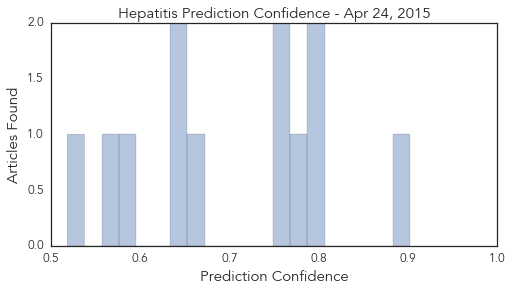 Hepatitis Prediction Confidence - Apr 24, 2015
2.0
1.5
1.0
0.5
0.0
Articles Found
0.5 0.6 0.7 0.8 0.9 1.0
Prediction Confidence